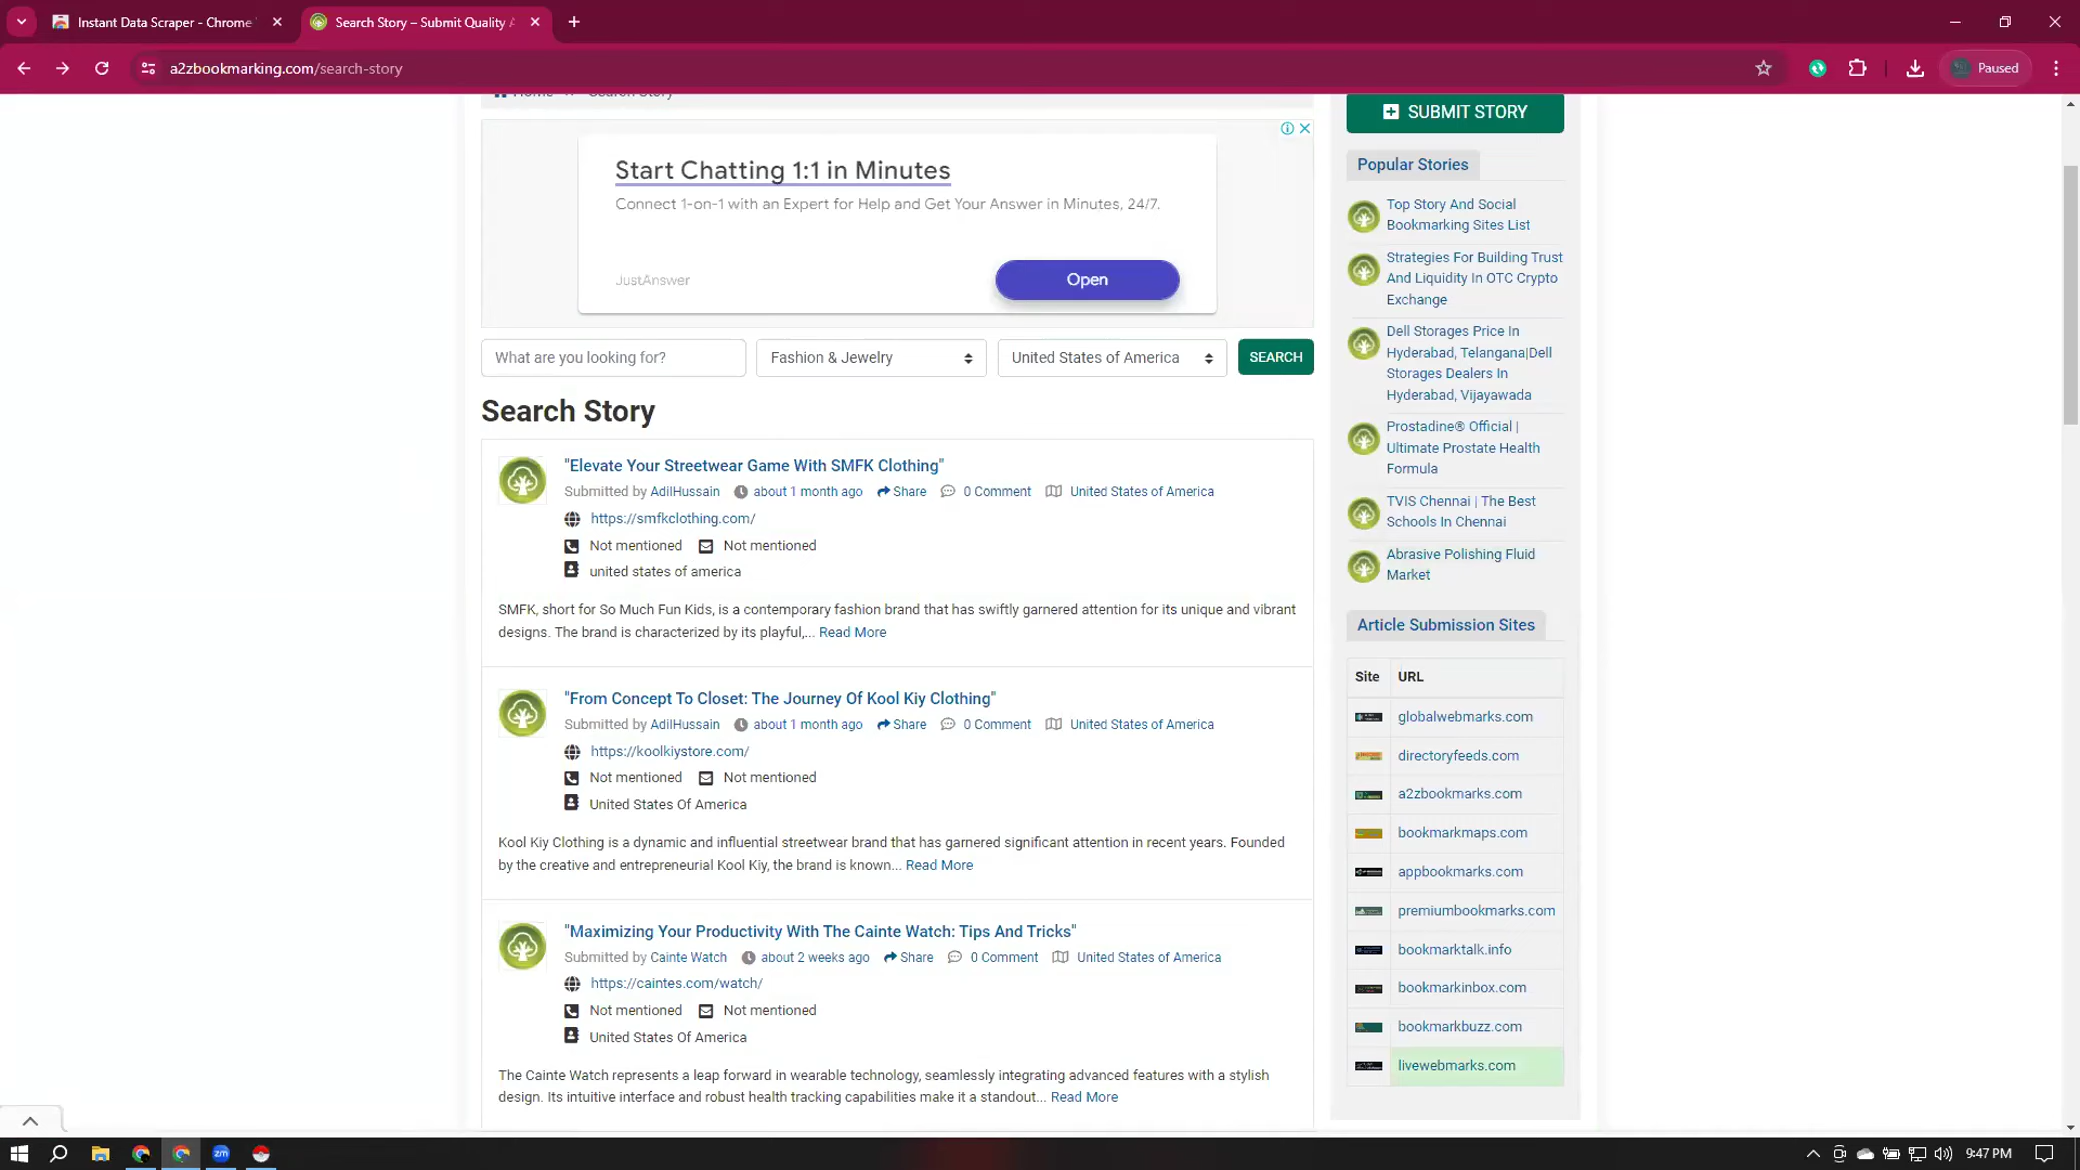 Instant Data Scraper - Chrome
Search Story – Submit Quality A
a2zbookmarking.com/search-story
Paused
Home
Search Story
Start Chatting 1:1 in Minutes
Connect 1-on-1 with an Expert for Help and Get Your Answer in Minutes, 24/7.
JustAnswer
Open
What are you looking for?
Fashion & Jewelry
United States of America
SEARCH
Search Story
"Elevate Your Streetwear Game With SMFK Clothing"
Submitted by AdilHussain about 1 month ago Share 0 Comment United States of America
https://smfkclothing.com/
Not mentioned Not mentioned
united states of america
SMFK, short for So Much Fun Kids, is a contemporary fashion brand that has swiftly garnered attention for its unique and vibrant
designs. The brand is characterized by its playful,... Read More
"From Concept To Closet: The Journey Of Kool Kiy Clothing"
Submitted by AdilHussain about 1 month ago Share 0 Comment United States of America
https://koolkiystore.com/
Not mentioned Not mentioned
United States Of America
Kool Kiy Clothing is a dynamic and influential streetwear brand that has garnered significant attention in recent years. Founded
by the creative and entrepreneurial Kool Kiy, the brand is known... Read More
"Maximizing Your Productivity With The Cainte Watch: Tips And Tricks"
Submitted by Cainte Watch about 2 weeks ago Share 0 Comment United States of America
https://caintes.com/watch/
Not mentioned Not mentioned
United States Of America
The Cainte Watch represents a leap forward in wearable technology, seamlessly integrating advanced features with a stylish
design. Its intuitive interface and robust health tracking capabilities make it a standout... Read More
SUBMIT STORY
Popular Stories
Top Story And Social
Bookmarking Sites List
Strategies For Building Trust
And Liquidity In OTC Crypto
Exchange
Dell Storages Price In
Hyderabad, Telangana|Dell
Storages Dealers In
Hyderabad, Vijayawada
Prostadine® Official |
Ultimate Prostate Health
Formula
TVIS Chennai | The Best
Schools In Chennai
Abrasive Polishing Fluid
Market
Article Submission Sites
Site URL
globalwebmarks.com
directoryfeeds.com
a2zbookmarks.com
bookmarkmaps.com
appbookmarks.com
premiumbookmarks.com
bookmarktalk.info
bookmarkinbox.com
bookmarkbuzz.com
livewebmarks.com
zm
9:47 PM